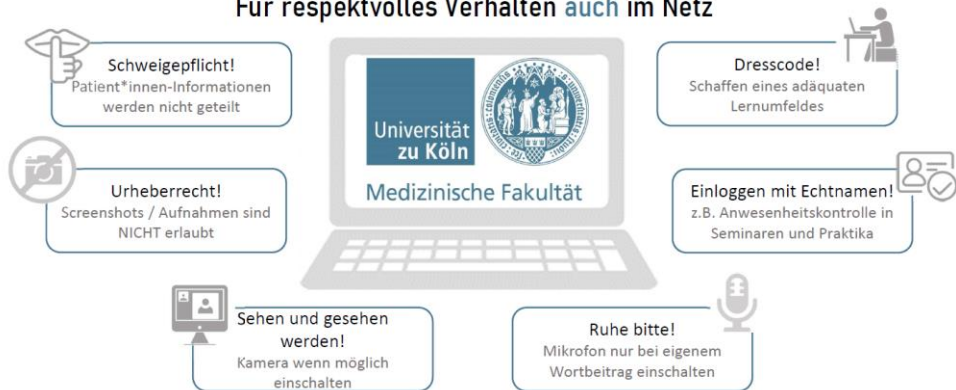 Für respektvolles Verhalten auch im Netz
Schweigepflicht!
Patient*innen-Informationen
werden nicht geteilt
Urheberrecht!
Screenshots / Aufnahmen sind
NICHT erlaubt
Sehen und gesehen
werden!
Kamera wenn möglich
einschalten
Universität
zu Köln
Medizinische Fakultät
Dresscode!
Schaffen eines adäquaten
Lernumfeldes
Einloggen mit Echtnamen!
z.B. Anwesenheitskontrolle in
Seminaren und Praktika
Ruhe bitte!
Mikrofon nur bei eigenem
Wortbeitrag einschalten